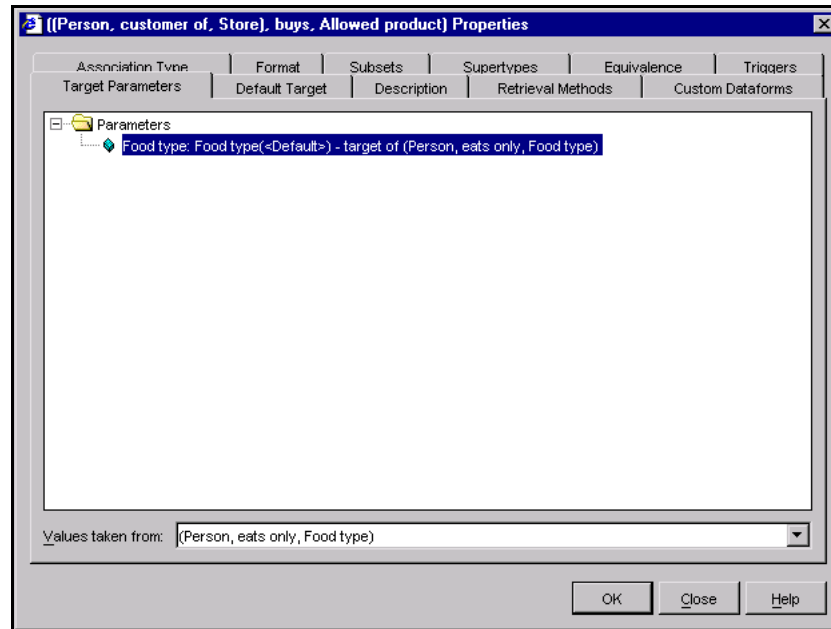 ((Person, customer of, Store), buys, Allowed product) Properties
Association Type Format Subsets Supertypes Equivalence Triggers
Target Parameters Default Target Description Retrieval Methods Custom Dataforms
Parameters
Food type: Food type(<Default>) - target of (Person, eats only, Food type)
Values taken from: (Person, eats only, Food type)
OK Close Help